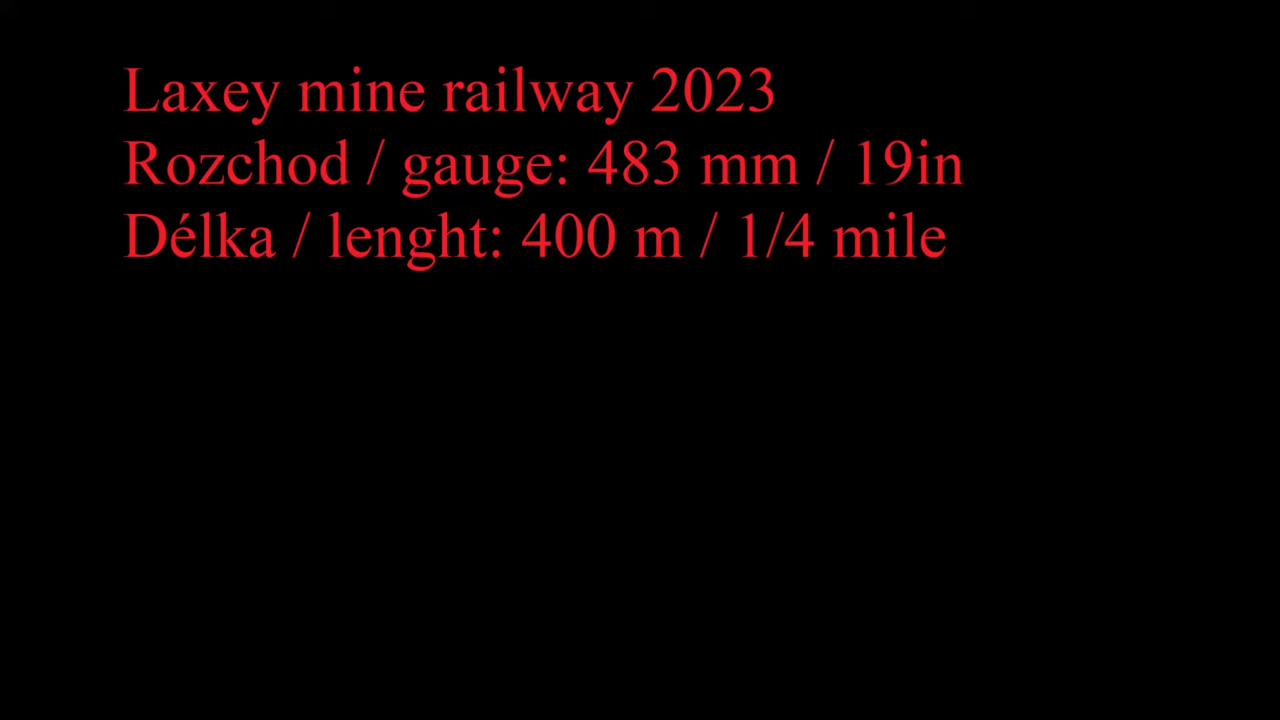 Laxey mine railway 2023
Rozchod / gauge: 483 mm / 19in
Délka / lenght: 400 m / 1/4 mile